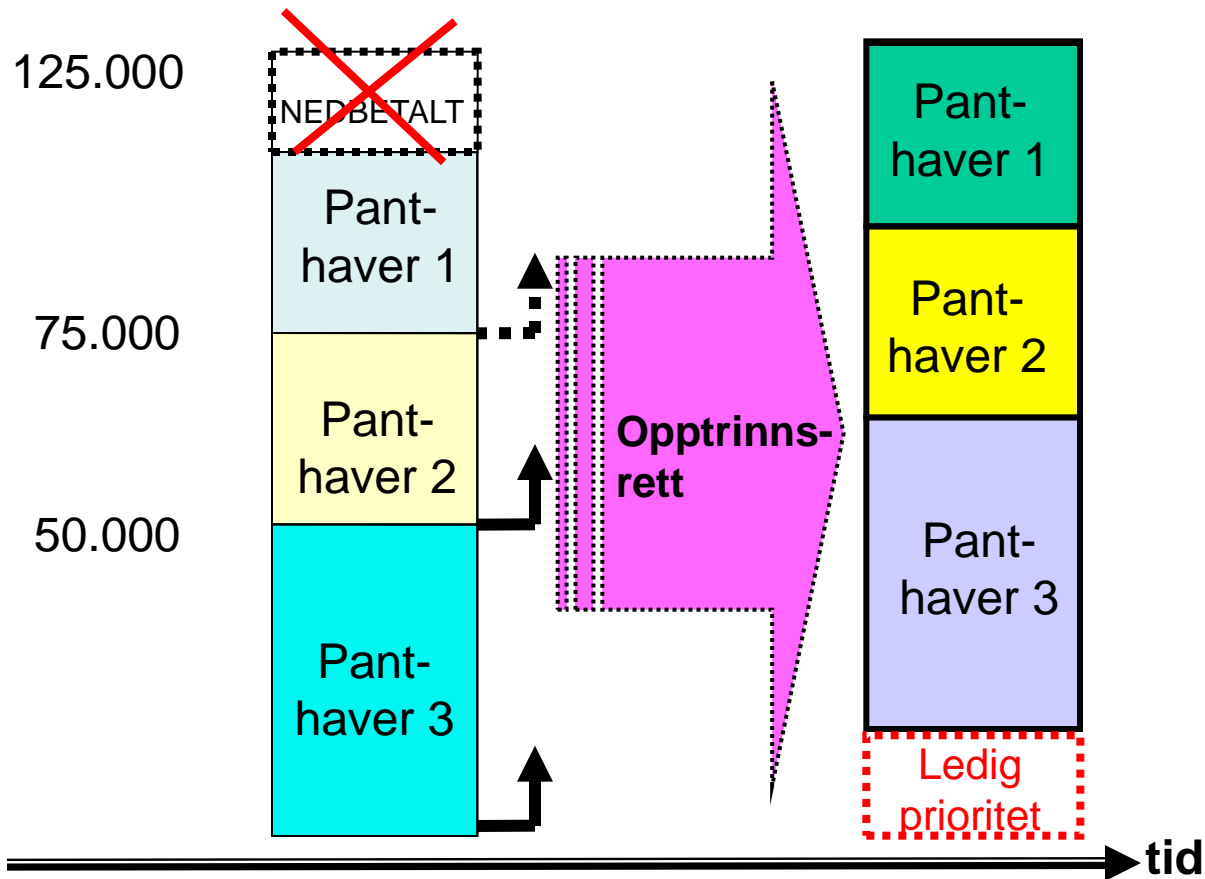 125.000
NEDBETALT
Pant-
haver 1
75.000
Pant-
haver 2
50.000
Pant-
haver 3
Opptrinns-
rett
Pant-
haver 1
Pant-
haver 2
Pant-
haver 3
Ledig
prioritet
tid